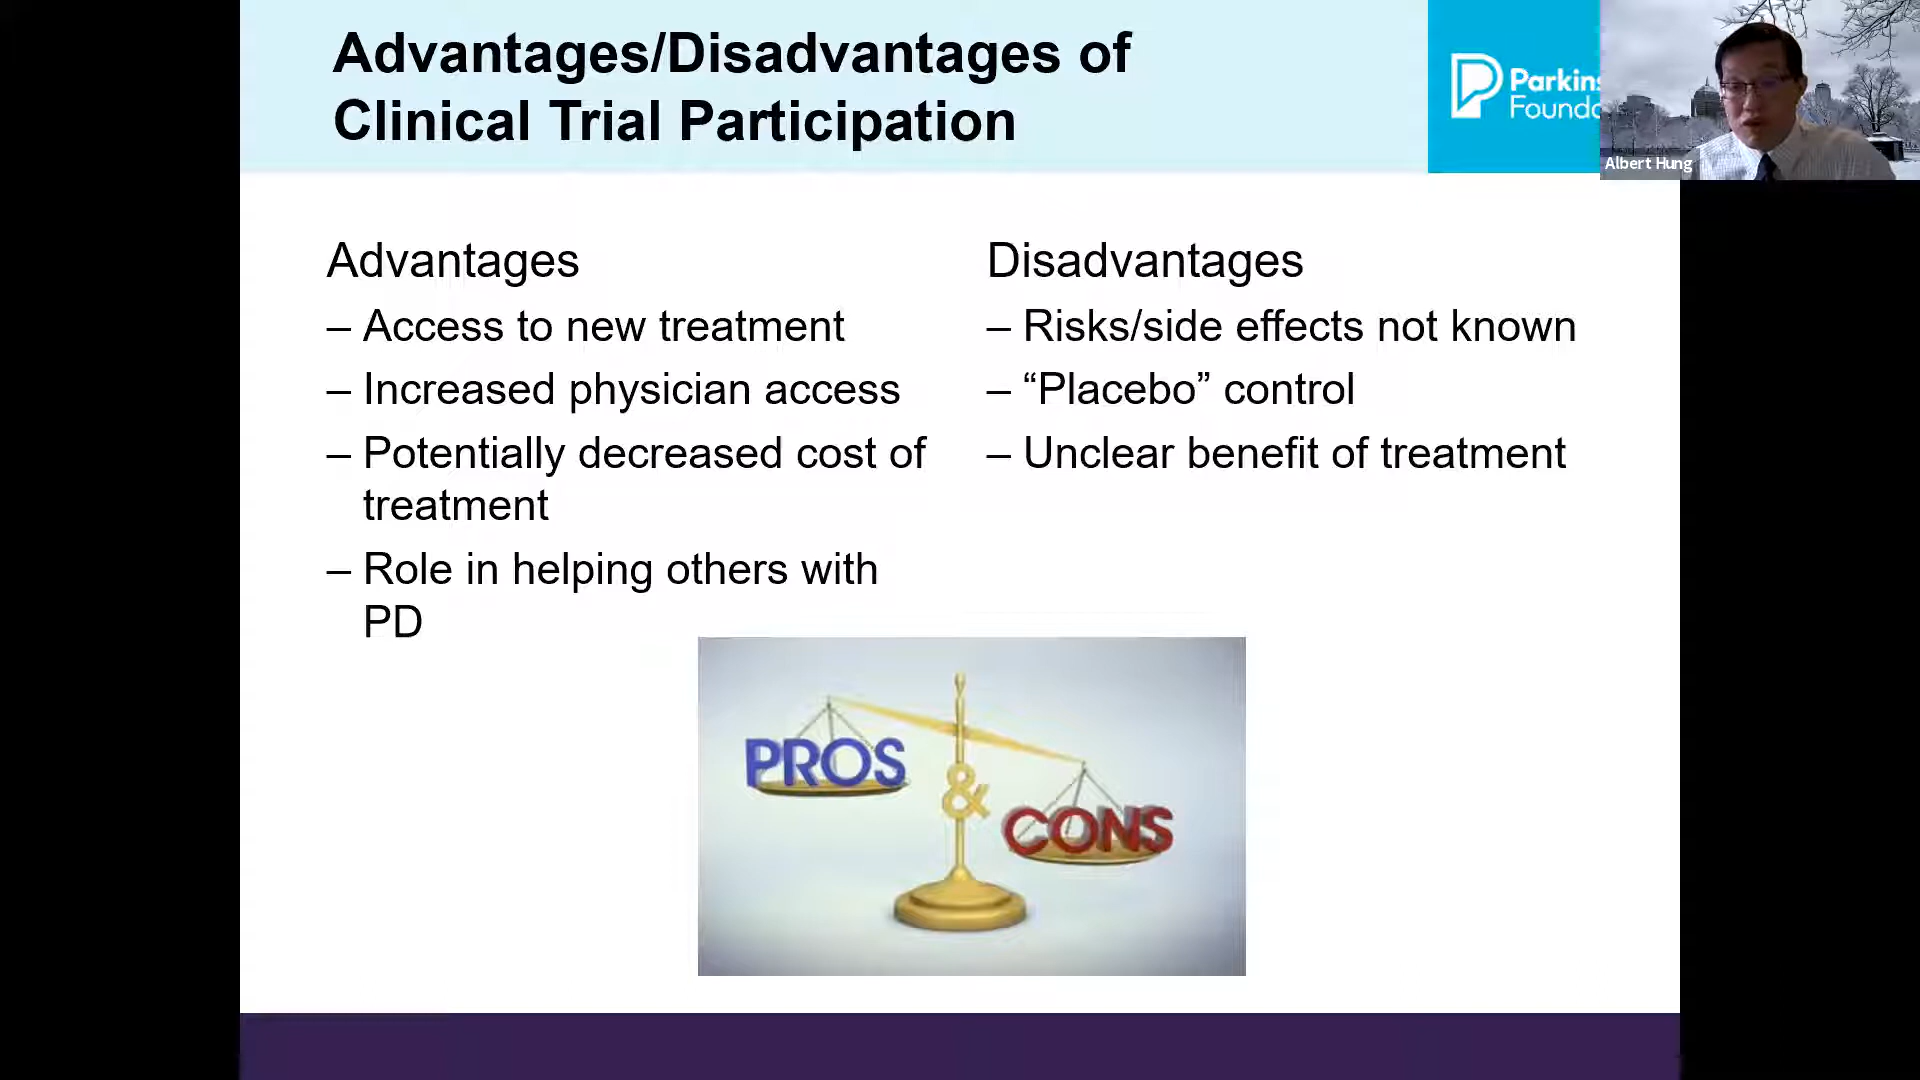 Advantages/Disadvantages of
Clinical Trial Participation
Albert Hung
Advantages
– Access to new treatment
– Increased physician access
– Potentially decreased cost of
treatment
– Role in helping others with
PD
Disadvantages
– Risks/side effects not known
– “Placebo” control
– Unclear benefit of treatment
PROS
&
CONS